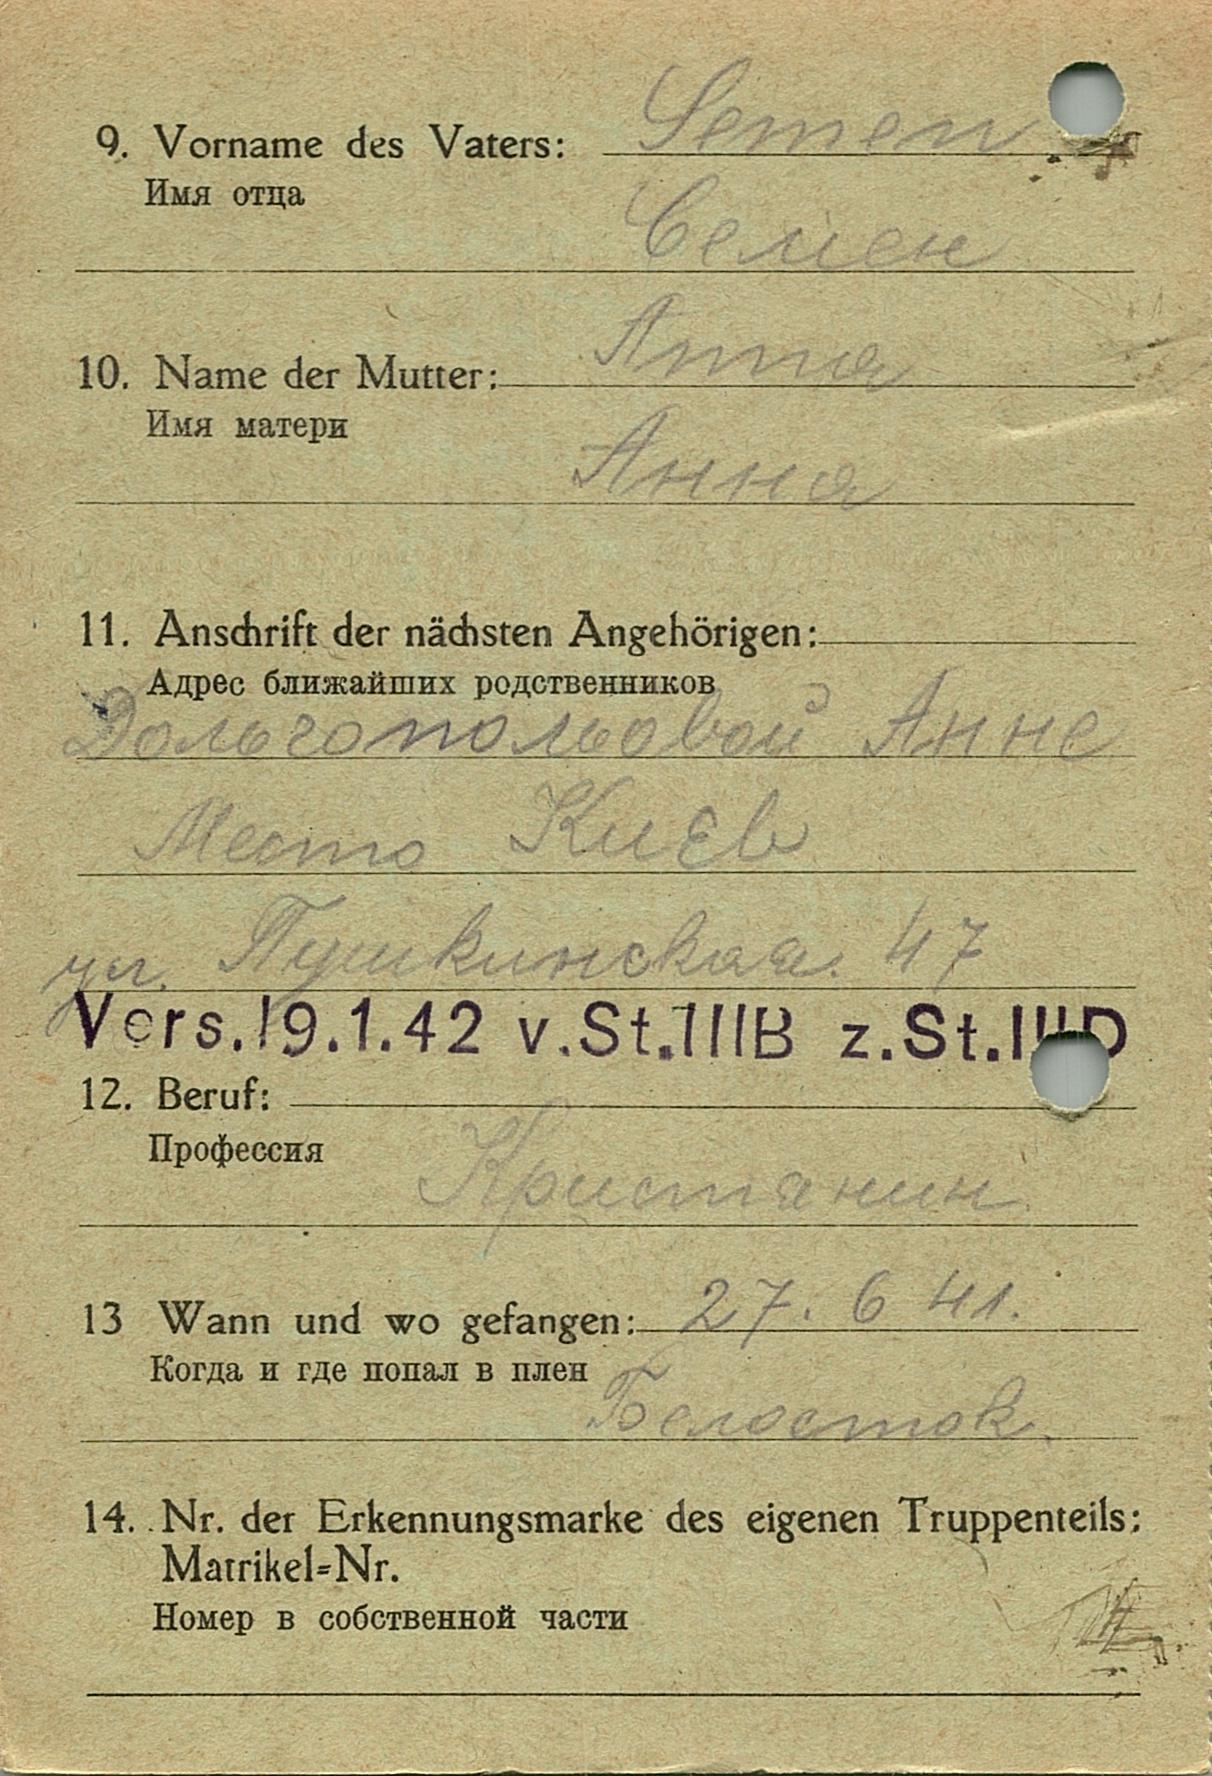 9. Vorname des Vaters: Semen
Имя отца
Семен
10. Name der Mutter: Anna
Имя матери
Анна
11. Anschrift der nächsten Angehörigen:
Адрес ближайших родственников
Дольгопольовой Анне
Место Киев
ул. Пушкинская. 47
Vers.19.1.42 v.St.IIIB z.St.IIID
12. Beruf:
Профессия
Кристанин
13 Wann und wo gefangen: 27. 6 41.
Когда и где попал в плен
Белосток.
14. Nr. der Erkennungsmarke des eigenen Truppenteils:
Matrikel=Nr.
Номер в собственной части